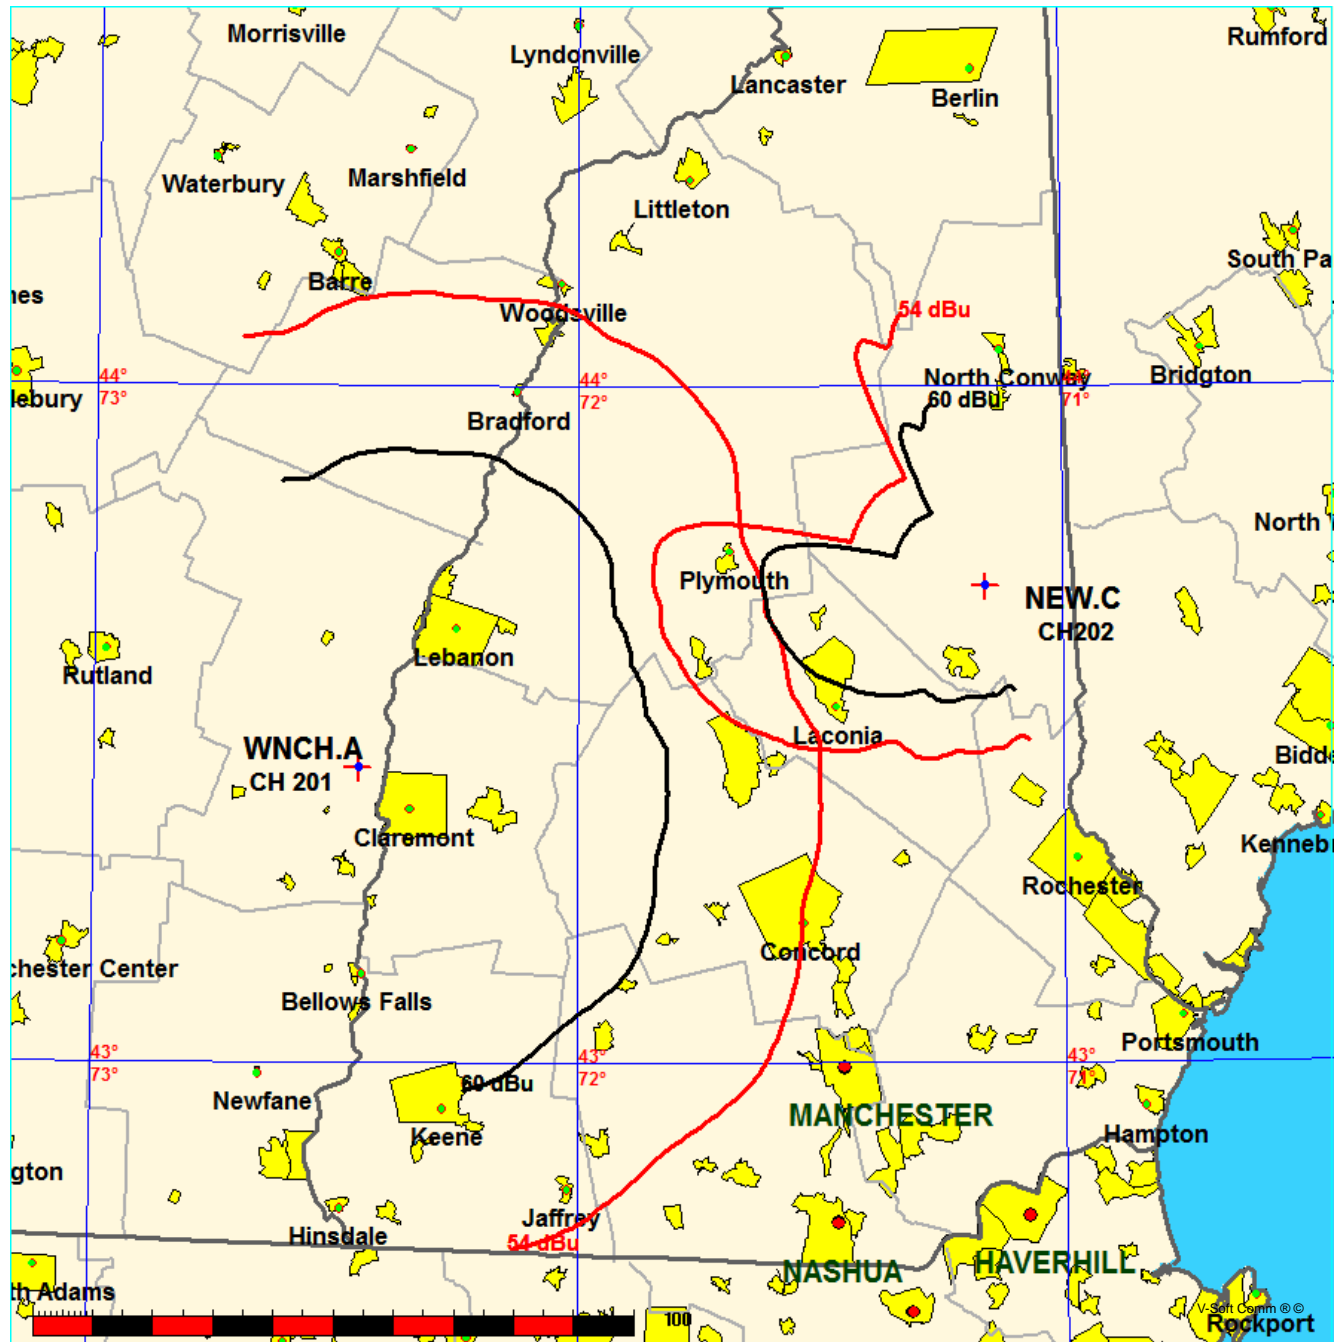 Morrisville
Lyndonville
Rumford
Lancaster
Berlin
Waterbury
Marshfield
Littleton
South Pa
Barre
nes
Woodsville
54 dBu
44°
73°
44°
72°
North Conway
71°
Bridgton
lebury
60 dBu
Bradford
North
Plymouth
NEW.C
CH202
Lebanon
Rutland
Laconia
WNCH.A
CH 201
Bidde
Claremont
Kennebr
Rochester
Concord
chester Center
Bellows Falls
Portsmouth
43°
73°
43°
72°
43°
71°
60 dBu
Newfane
MANCHESTER
Keene
Hampton
gton
Jaffrey
Hinsdale
54 dBu
NASHUA
HAVERHILL
th Adams
100
V-Soft Comm ® ©
Rockport